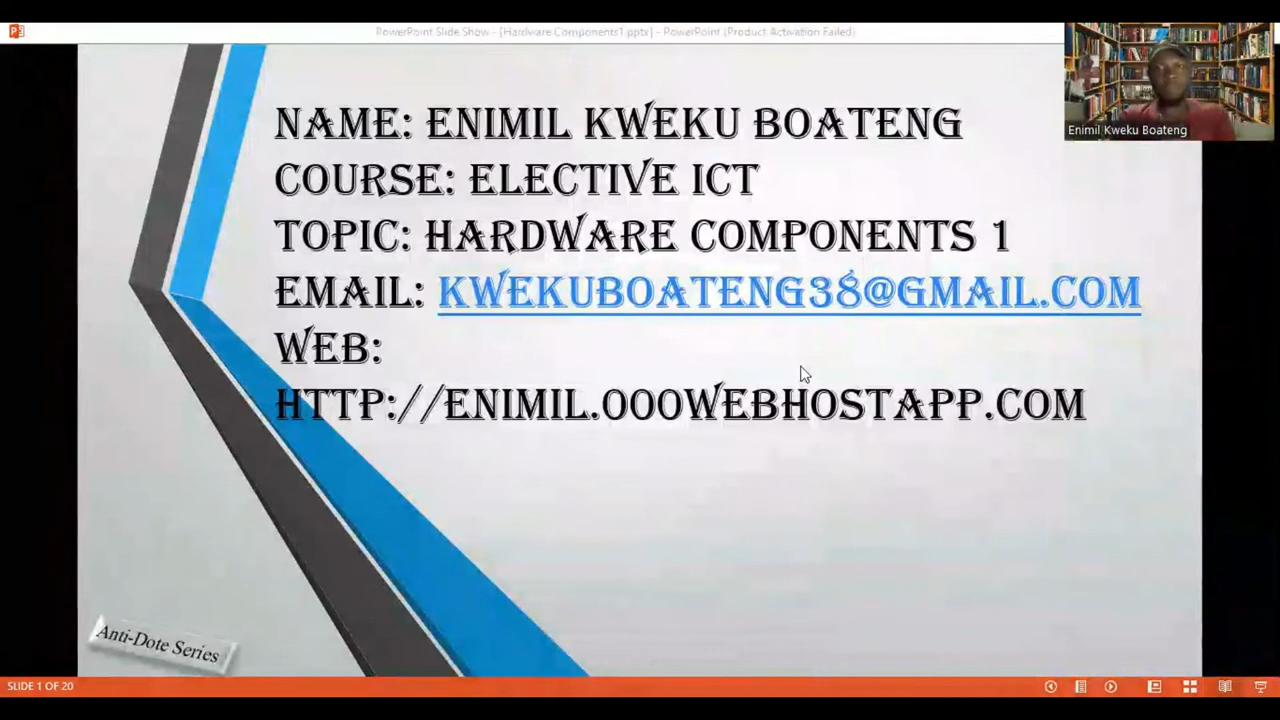 PowerPoint Slide Show - [Hardware Components1.pptx] - PowerPoint (Product Activation Failed)
Enimil Kweku Boateng
NAME: ENIMIL KWEKU BOATENG
COURSE: ELECTIVE ICT
TOPIC: HARDWARE COMPONENTS 1
EMAIL: KWEKUBOATENG38@GMAIL.COM
WEB:
HTTP://ENIMIL.000WEBHOSTAPP.COM
Anti-Dote Series
SLIDE 1 OF 20